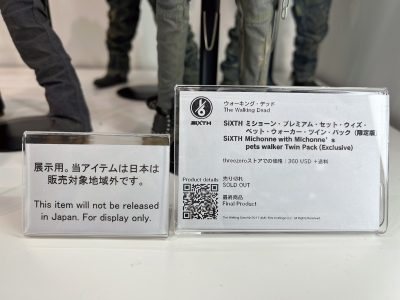 展示用。当アイテムは日本は
販売対象地域外です。
This item will not be released
in Japan. For display only.
SiXTH
ウォーキング・デッド
The Walking Dead
SiXTH ミショーン・プレミアム・セット・ウィズ・
ペット・ウォーカー・ツイン・パック (限定版
SiXTH Michonne with Michonne's
pets walker Twin Pack (Exclusive)
threezeroストアでの価格 : 360 USD + 送料
Product details
売り切れ
SOLD OUT
最終商品
Final Product